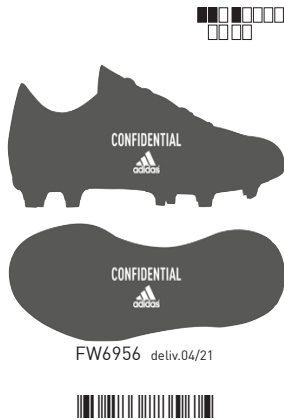 CONFIDENTIAL
adidas
CONFIDENTIAL
adidas
FW6956 deliv.04/21